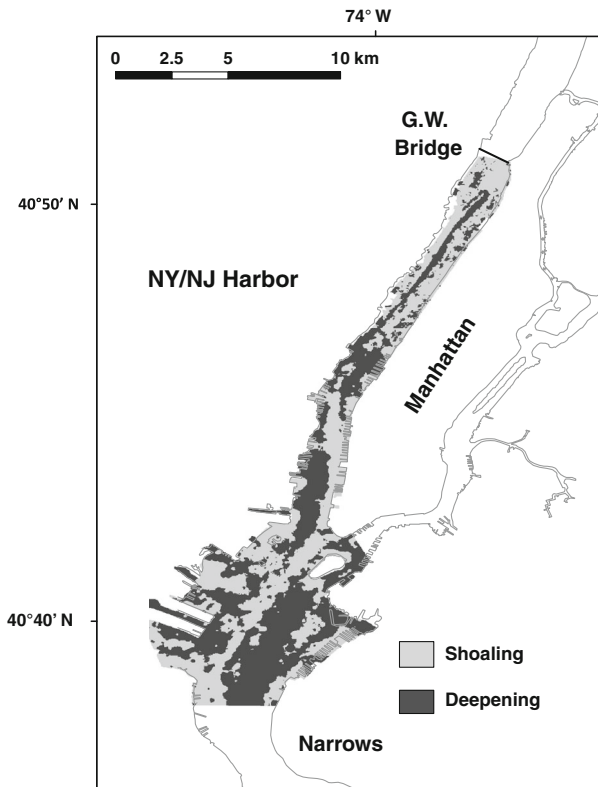 74° W
0 2.5 5 10 km
G.W.
Bridge
40°50' N
NY/NJ Harbor
Manhattan
40°40' N
Shoaling
Deepening
Narrows